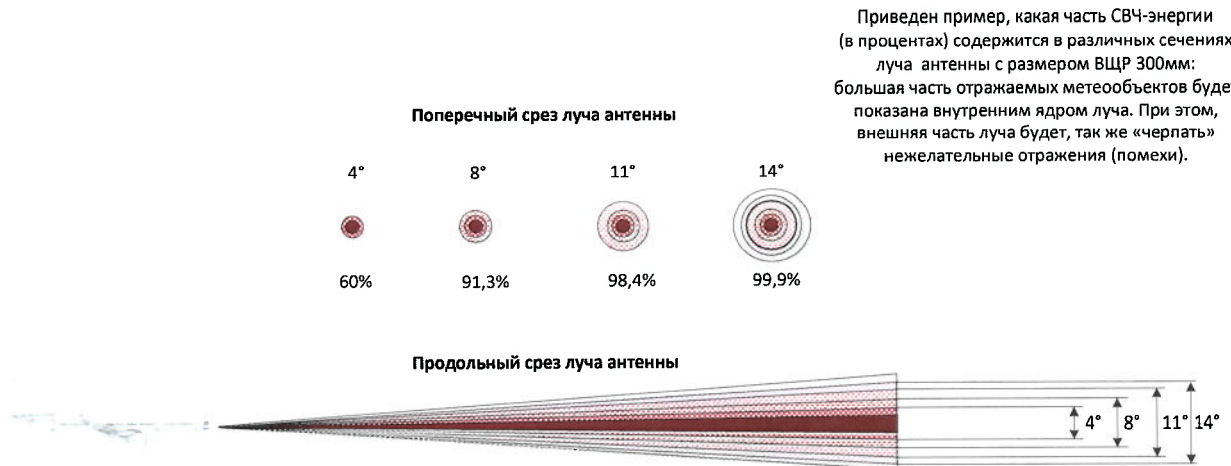 Приведен пример, какая часть СВЧ-энергии
(в процентах) содержится в различных сечениях
луча антенны с размером ВЩР 300мм:
большая часть отражаемых метеообъектов буде
показана внутренним ядром луча. При этом,
внешняя часть луча будет, так же «черпать»
нежелательные отражения (помехи).
Поперечный срез луча антенны
4° 8° 11° 14°
60% 91,3% 98,4% 99,9%
Продольный срез луча антенны
4° 8° 11° 14°